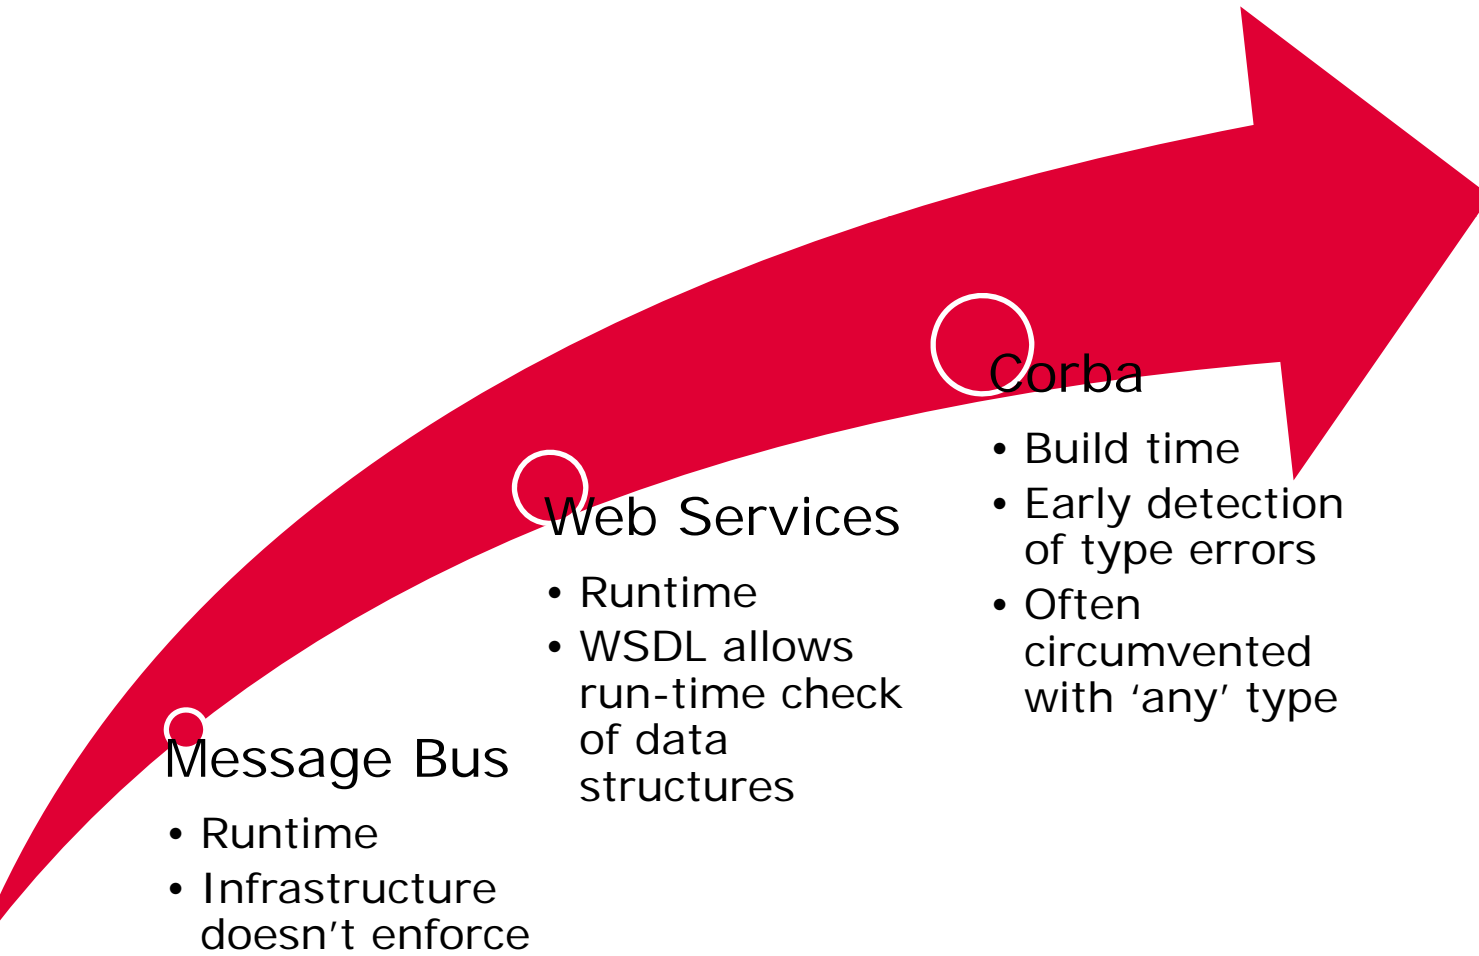 Message Bus
• Runtime
• Infrastructure
doesn't enforce
Web Services
• Runtime
• WSDL allows
run-time check
of data
structures
Corba
• Build time
• Early detection
of type errors
• Often
circumvented
with ‘any’ type